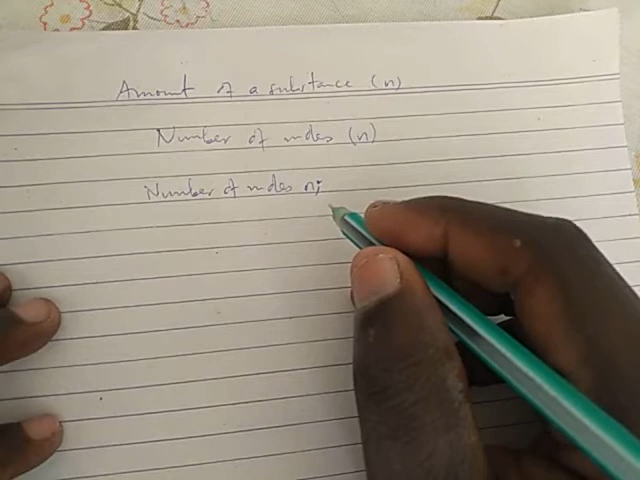 Amount of a substance (n)
Number of moles (n)
Number of moles n;